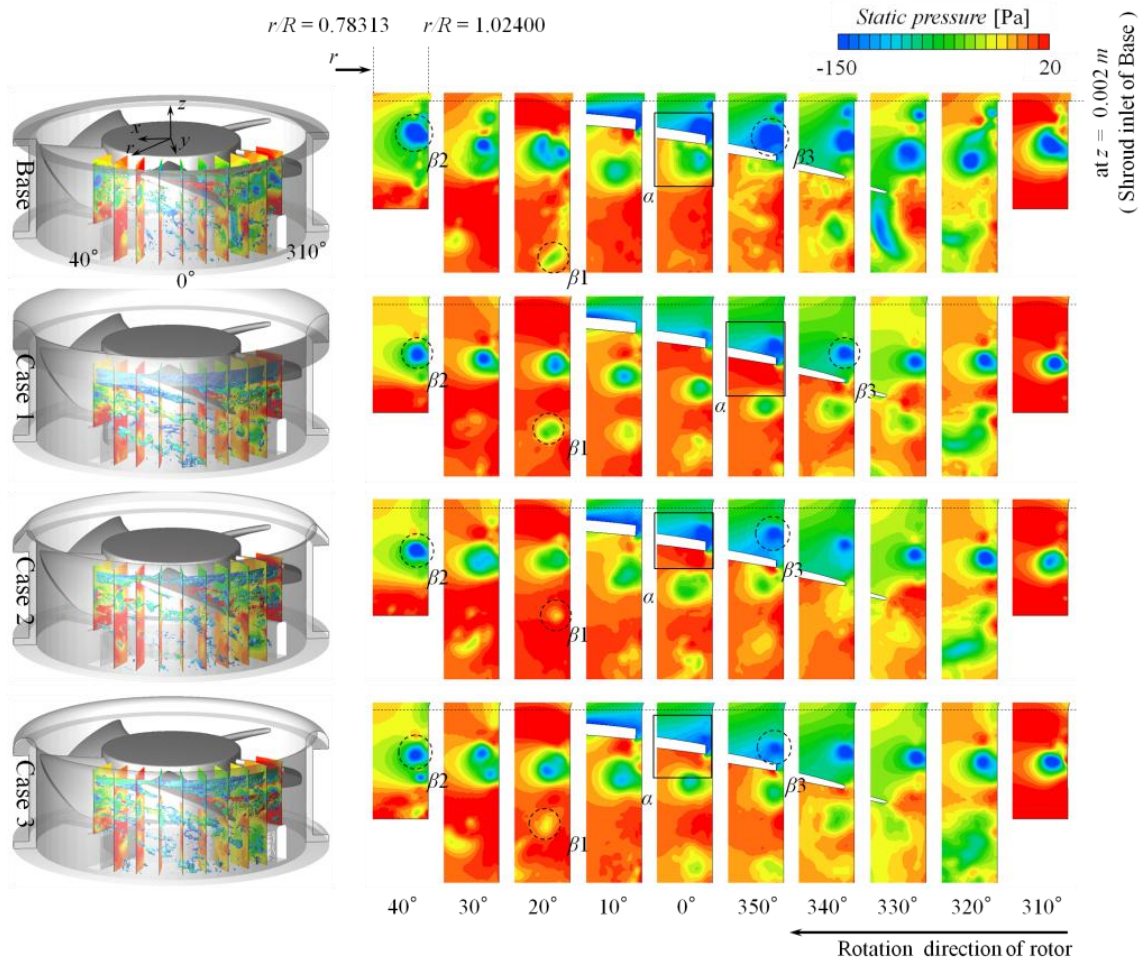 r/R = 0.78313
r/R = 1.02400
r
Static pressure [Pa]
-150
20
at z = 0.002 m
( Shroud inlet of Base )
Base
z
x
r
y
40°
0°
310°
β2
β1
α
β3
Case 1
β2
β1
α
β3
Case 2
β2
β1
α
β3
Case 3
β2
β1
α
β3
40°
30°
20°
10°
0°
350°
340°
330°
320°
310°
Rotation direction of rotor